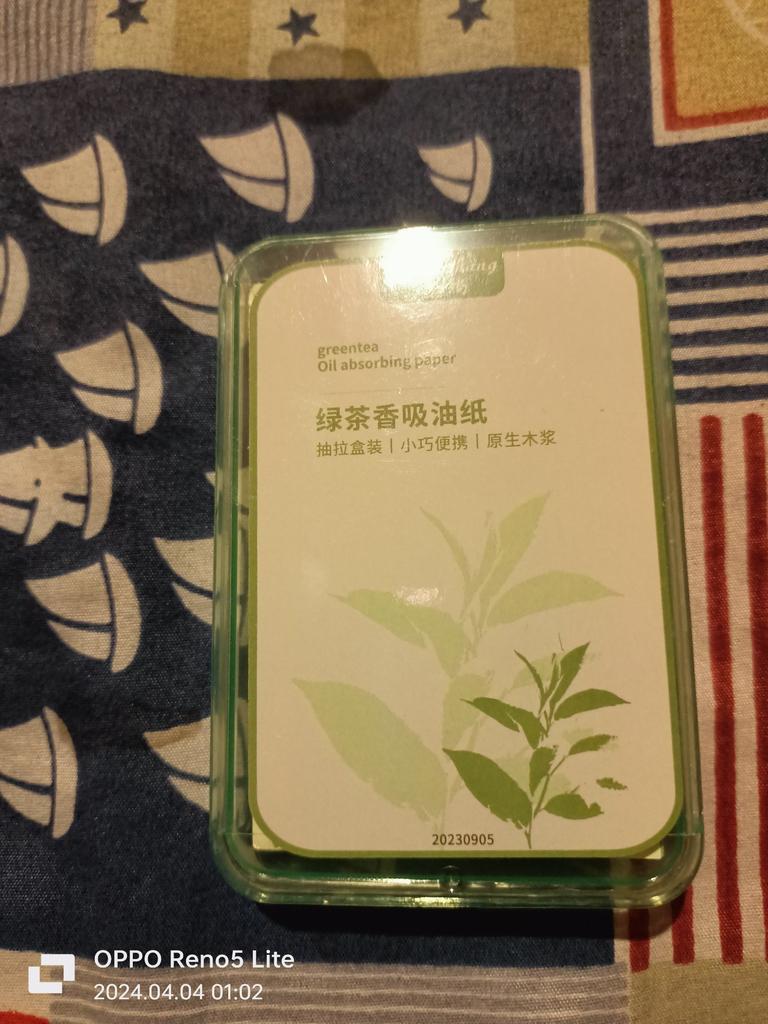 greentea
Oil absorbing paper
绿茶香吸油纸
抽拉盒装丨小巧便携丨原生木浆
20230905
OPPO Reno5 Lite
2024.04.04 01:02